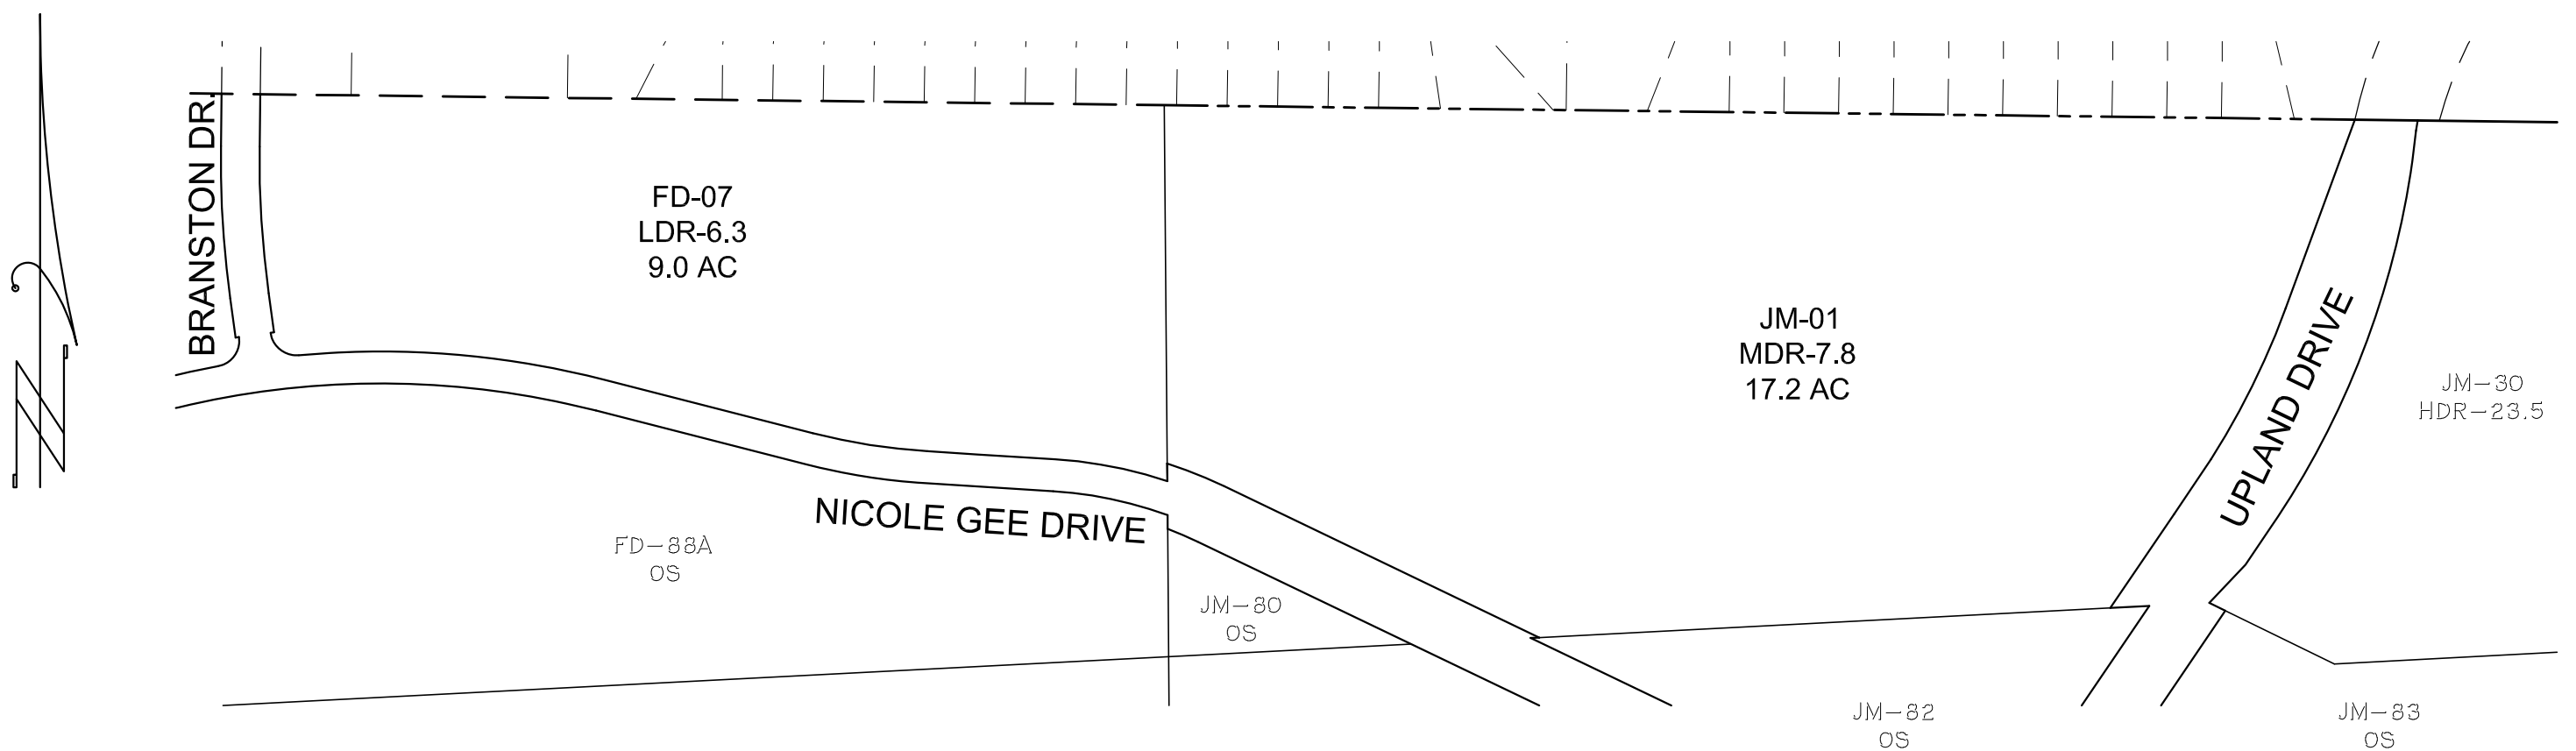 BRANSTON DR.
FD-07
LDR-6.3
9.0 AC
JM-01
MDR-7.8
17.2 AC
UPLAND DRIVE
JM-30
HDR-23.5
NICOLE GEE DRIVE
FD-88A
OS
JM-80
OS
JM-82
OS
JM-83
OS
N